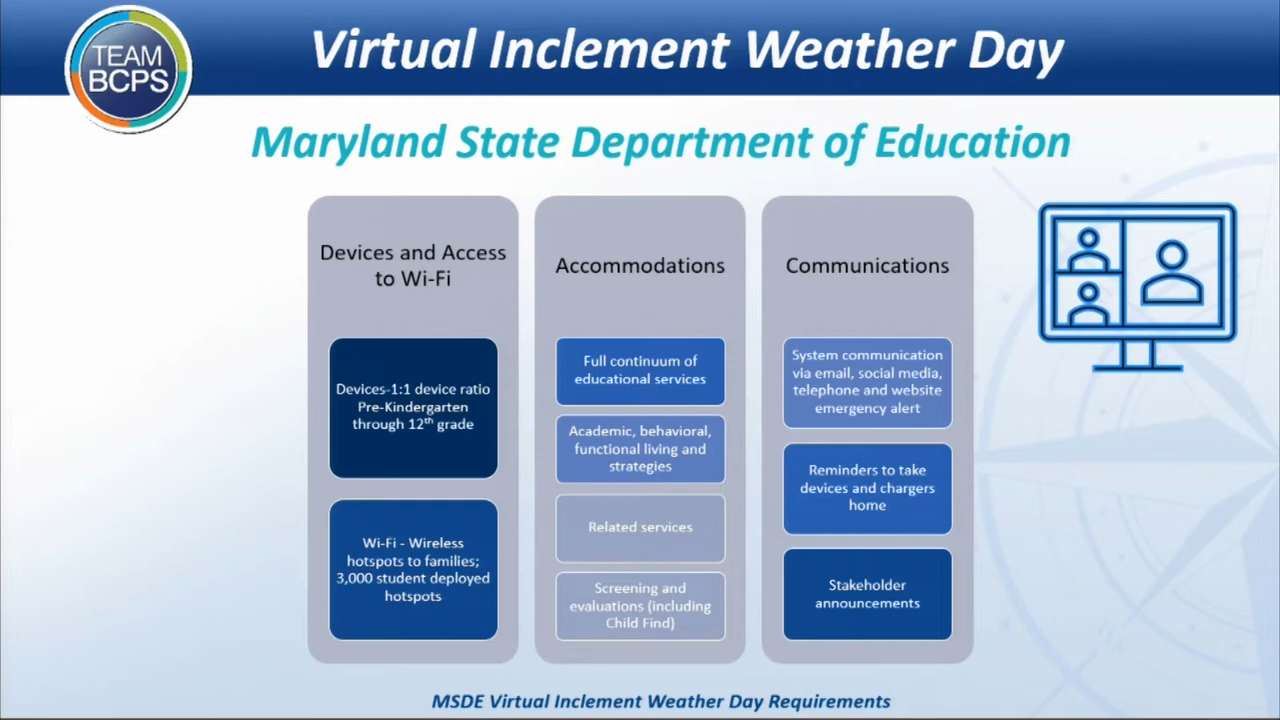 TEAM
BCPS
Virtual Inclement Weather Day
Maryland State Department of Education
Devices and Access
to Wi-Fi
Devices-1:1 device ratio
Pre-Kindergarten
through 12th grade
Wi-Fi - Wireless
hotspots to families;
3,000 student deployed
hotspots
Accommodations
Full continuum of
educational services
Academic, behavioral,
functional living and
strategies
Related services
Screening and
evaluations (including
Child Find)
Communications
System communication
via email, social media,
telephone and website
emergency alert
Reminders to take
devices and chargers
home
Stakeholder
announcements
MSDE Virtual Inclement Weather Day Requirements